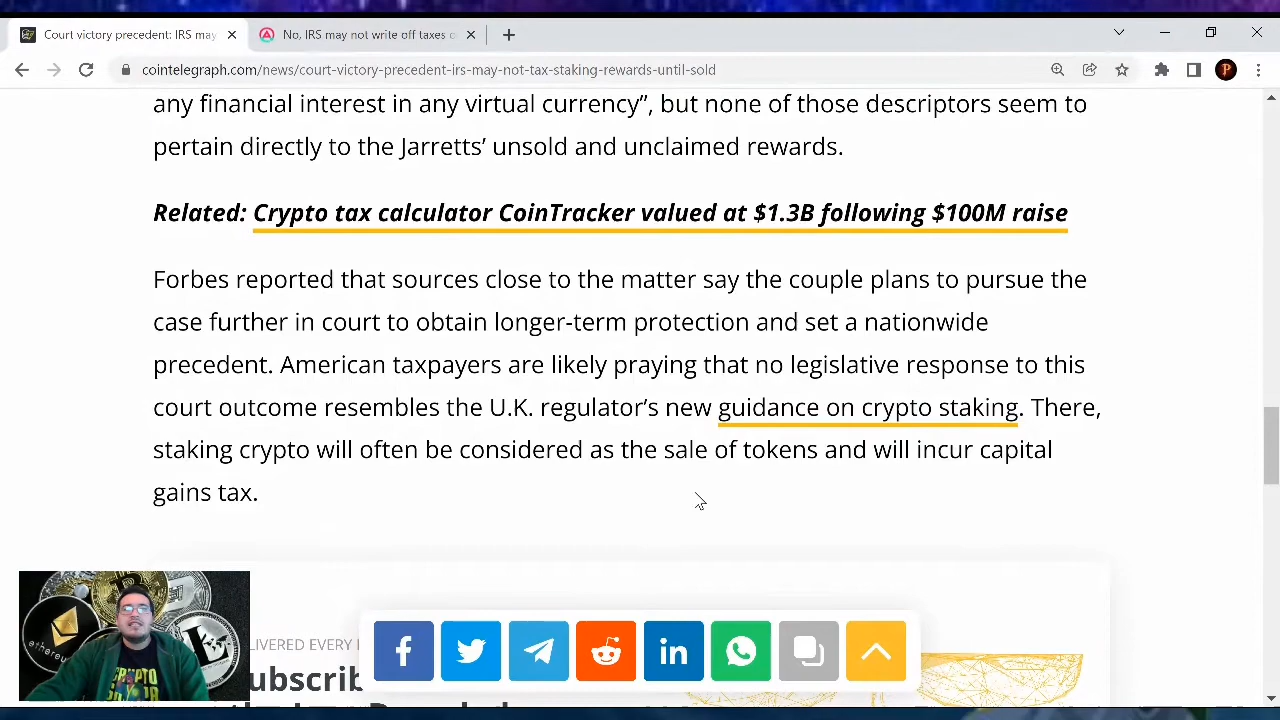 Court victory precedent: IRS may
No, IRS may not write off taxes o
cointelegraph.com/news/court-victory-precedent-irs-may-not-tax-staking-rewards-until-sold
P
any financial interest in any virtual currency”, but none of those descriptors seem to
pertain directly to the Jarretts’ unsold and unclaimed rewards.
Related: Crypto tax calculator CoinTracker valued at $1.3B following $100M raise
Forbes reported that sources close to the matter say the couple plans to pursue the
case further in court to obtain longer-term protection and set a nationwide
precedent. American taxpayers are likely praying that no legislative response to this
court outcome resembles the U.K. regulator’s new guidance on crypto staking. There,
staking crypto will often be considered as the sale of tokens and will incur capital
gains tax.
ethereum
CRYPTO
LIVERED EVERY
ubscrib
f
in